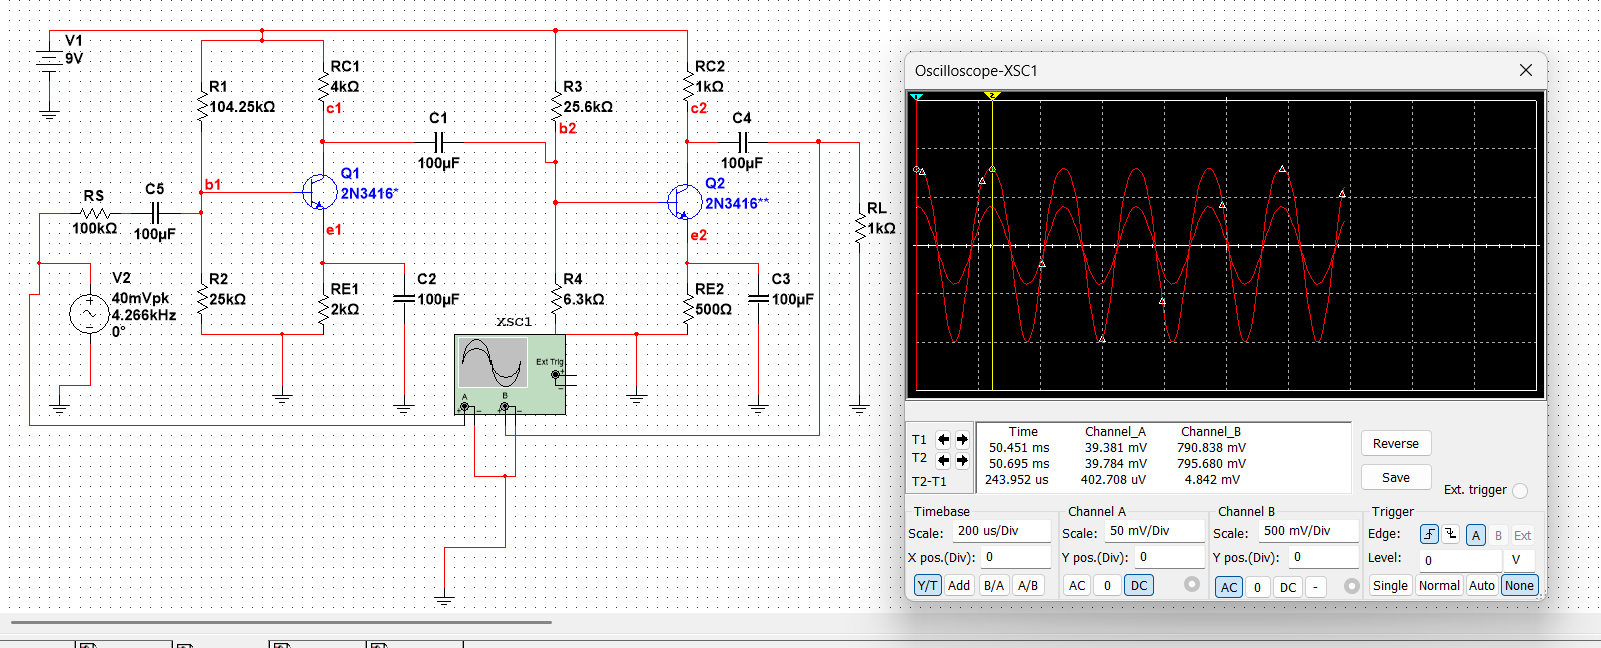 V1
9V
R1
104.25kΩ
RC1
4kΩ
c1
R3
25.6kΩ
b2
RC2
1kΩ
c2
C1
100µF
C4
100µF
RS
100kΩ
C5
100µF
b1
Q1
2N3416*
e1
Q2
2N3416**
e2
RL
1kΩ
V2
40mVpk
4.266kHz
0°
R2
25kΩ
RE1
2kΩ
C2
100µF
R4
6.3kΩ
RE2
500Ω
C3
100µF
XSC1
Ext Trig
+
−
A
B
+ − + −
Oscilloscope-XSC1
1 2
T1
T2
T2-T1
Time Channel_A Channel_B
50.451 ms 39.381 mV 790.838 mV
50.695 ms 39.784 mV 795.680 mV
243.952 us 402.708 uV 4.842 mV
Reverse
Save
Ext. trigger
Timebase
Scale: 200 us/Div
X pos.(Div): 0
Y/T Add B/A A/B
Channel A
Scale: 50 mV/Div
Y pos.(Div): 0
AC 0 DC
Channel B
Scale: 500 mV/Div
Y pos.(Div): 0
AC 0 DC -
Trigger
Edge: A B Ext
Level: 0 V
Single Normal Auto None